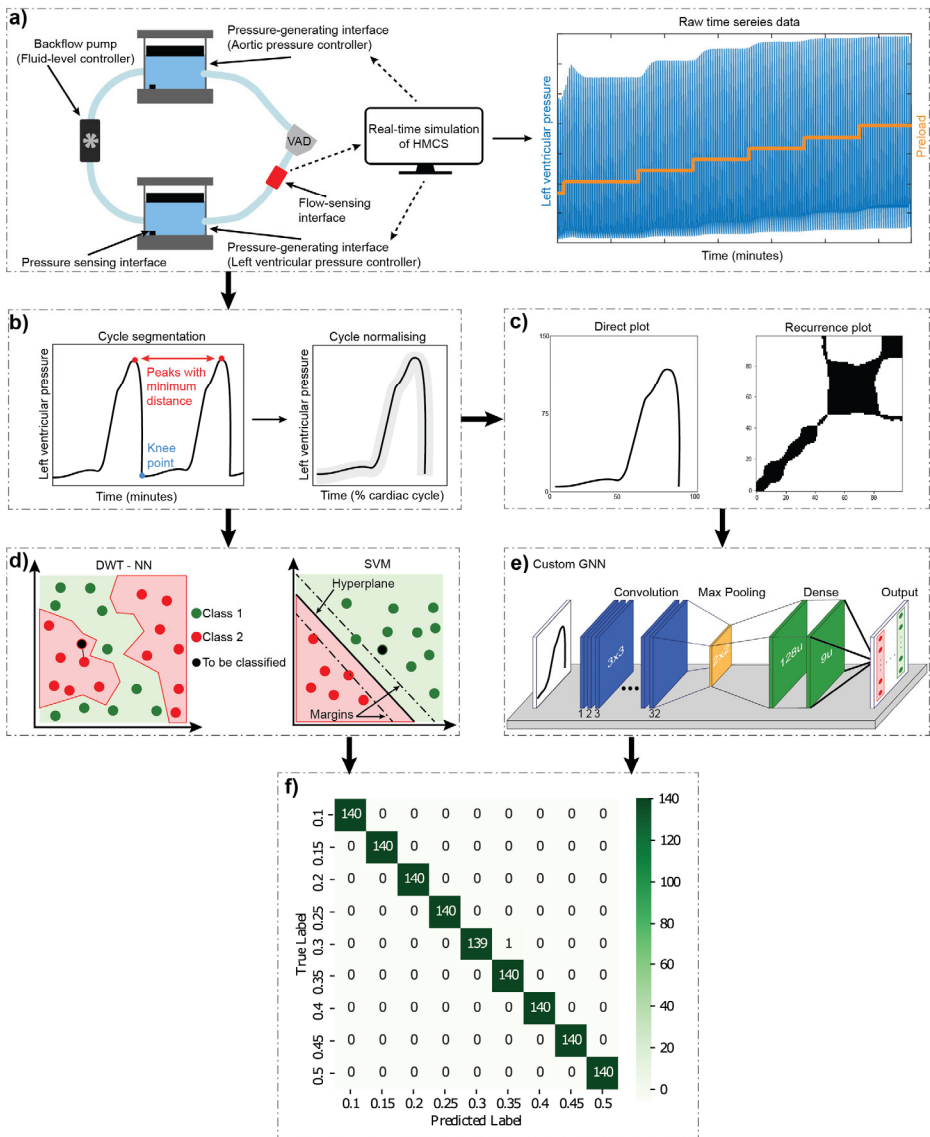 a)
Backflow pump
(Fluid-level controller)
Pressure-generating interface
(Aortic pressure controller)
VAD
Real-time simulation
of HMCS
Flow-sensing
interface
Pressure sensing interface
Pressure-generating interface
(Left ventricular pressure controller)
Raw time sereies data
Left ventricular pressure
Preload
Time (minutes)
b)
Cycle segmentation
Left ventricular pressure
Peaks with
minimum
distance
Knee
point
Time (minutes)
Cycle normalising
Left ventricular pressure
Time (% cardiac cycle)
c)
Direct plot
150
75
0
0
50
100
Recurrence plot
80
60
40
20
0
0
20
40
60
80
d)
DWT - NN
Class 1
Class 2
To be classified
SVM
Hyperplane
Margins
e)
Custom GNN
Convolution
Max Pooling
Dense
Output
3x3
2x2
128u
9u
1 2 3
32
f)
True Label
0.1 140 0 0 0 0 0 0 0 0
0.15 0 140 0 0 0 0 0 0 0
0.2 0 0 140 0 0 0 0 0 0
0.25 0 0 0 140 0 0 0 0 0
0.3 0 0 0 0 139 1 0 0 0
0.35 0 0 0 0 0 140 0 0 0
0.4 0 0 0 0 0 0 140 0 0
0.45 0 0 0 0 0 0 0 140 0
0.5 0 0 0 0 0 0 0 0 140
0.1 0.15 0.2 0.25 0.3 0.35 0.4 0.45 0.5
Predicted Label
140
120
100
80
60
40
20
0